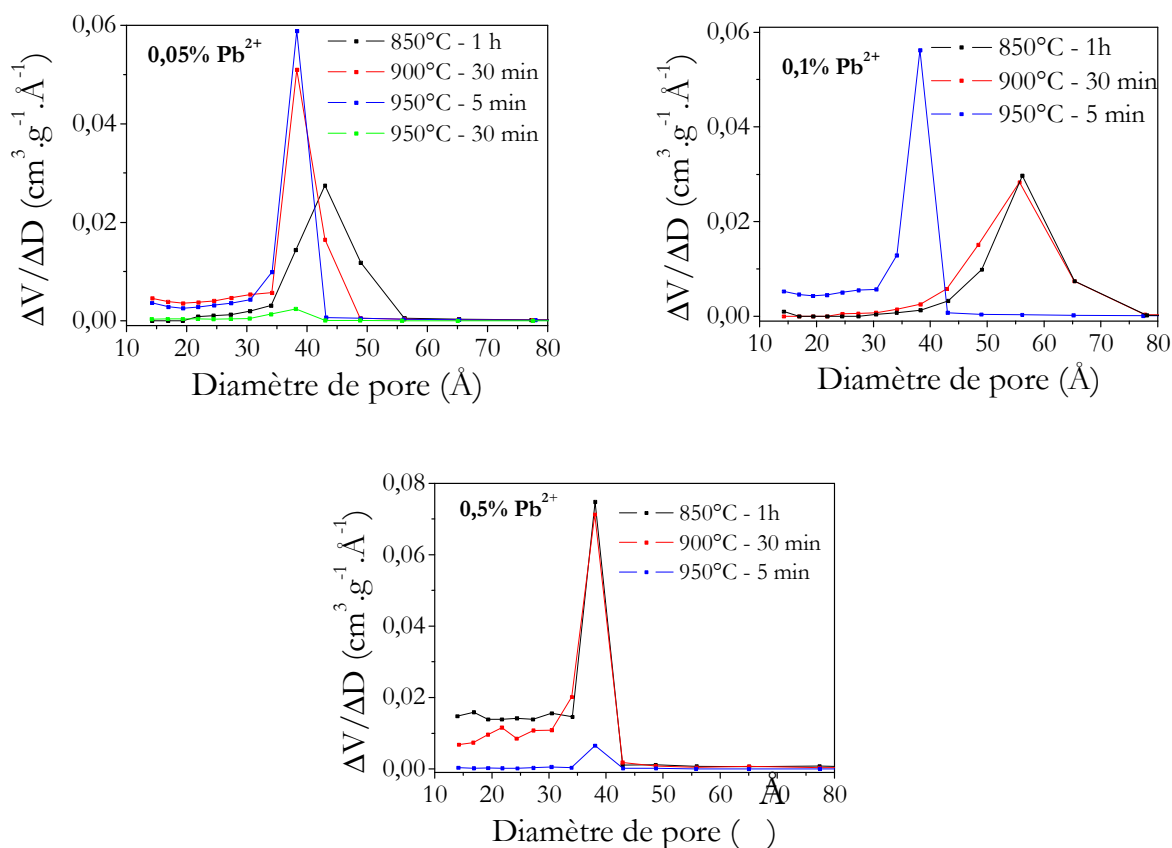 0,05% Pb²⁺
850°C - 1 h
900°C - 30 min
950°C - 5 min
950°C - 30 min
0,06
0,04
0,02
0,00
ΔV/ΔD (cm³.g⁻¹.Å⁻¹)
10 20 30 40 50 60 70 80
Diamètre de pore (Å)
0,1% Pb²⁺
850°C - 1h
900°C - 30 min
950°C - 5 min
0,06
0,04
0,02
0,00
ΔV/ΔD (cm³.g⁻¹.Å⁻¹)
10 20 30 40 50 60 70 80
Diamètre de pore (Å)
0,5% Pb²⁺
850°C - 1h
900°C - 30 min
950°C - 5 min
0,08
0,06
0,04
0,02
0,00
ΔV/ΔD (cm³.g⁻¹.Å⁻¹)
10 20 30 40 50 60 70 80
Å
Diamètre de pore ( )